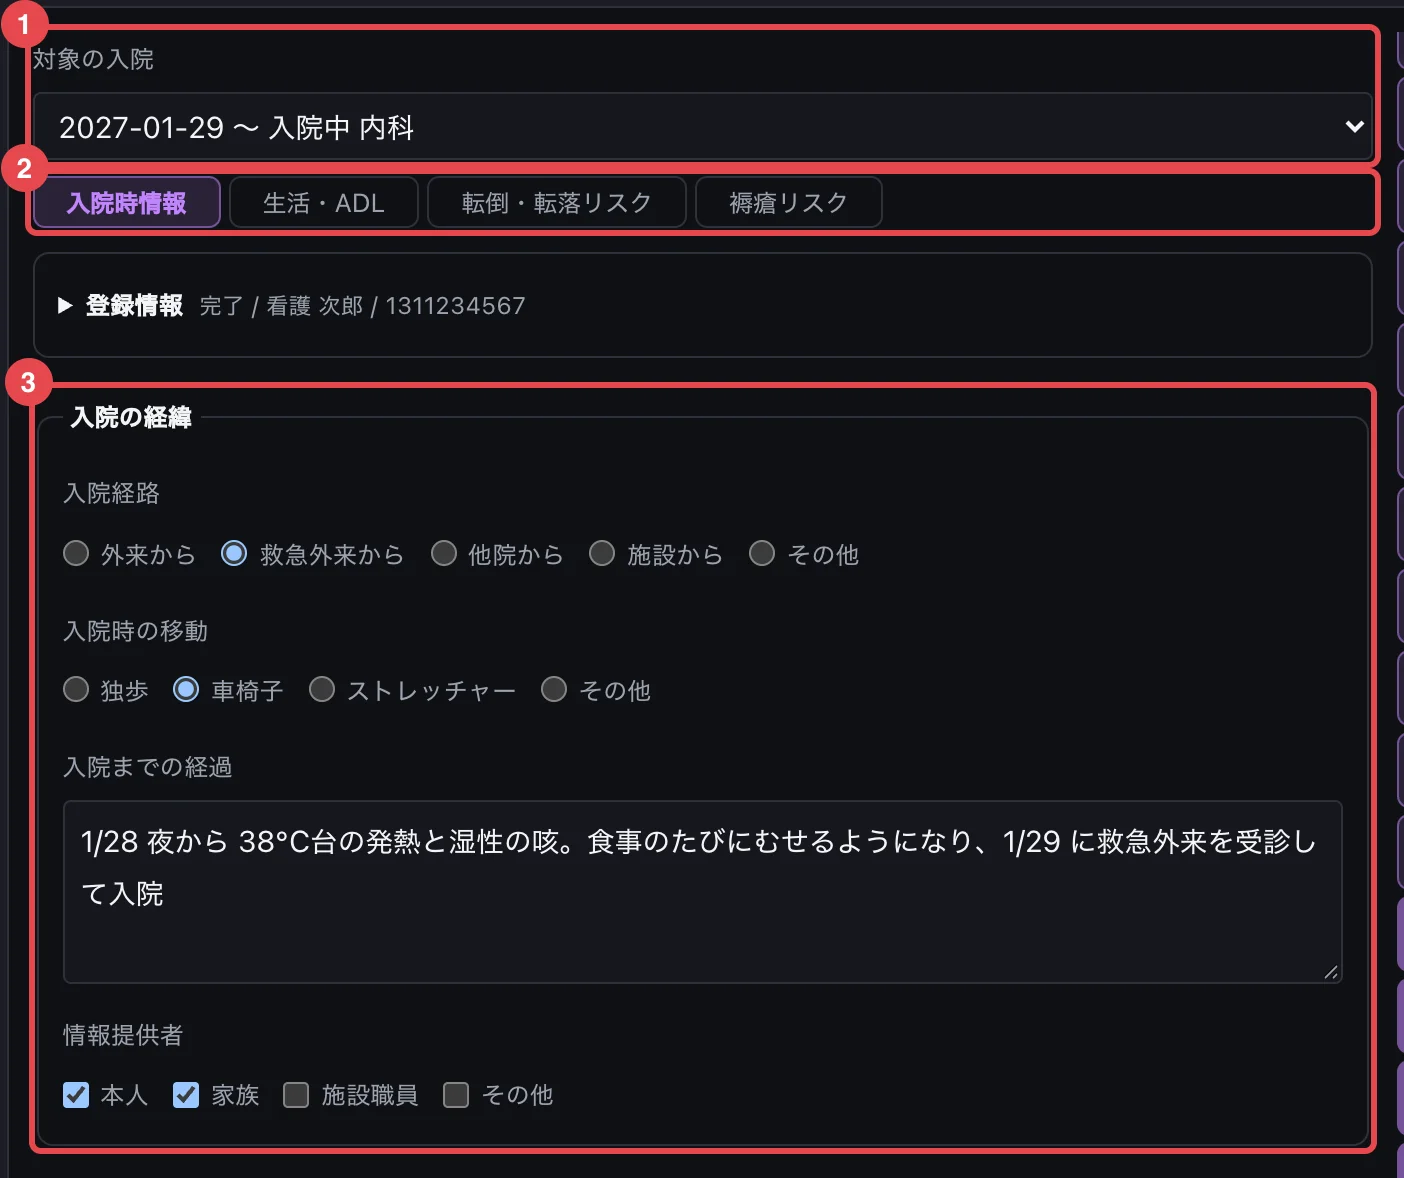 1
対象の入院
2027-01-29 〜 入院中 内科
2
入院時情報 生活・ADL 転倒・転落リスク 褥瘡リスク
▶ 登録情報 完了 / 看護 次郎 / 1311234567
3
入院の経緯
入院経路
外来から 救急外来から 他院から 施設から その他
入院時の移動
独歩 車椅子 ストレッチャー その他
入院までの経過
1/28 夜から 38°C台の発熱と湿性の咳。食事のたびにむせるようになり、1/29 に救急外来を受診し
て入院
情報提供者
本人 家族 施設職員 その他